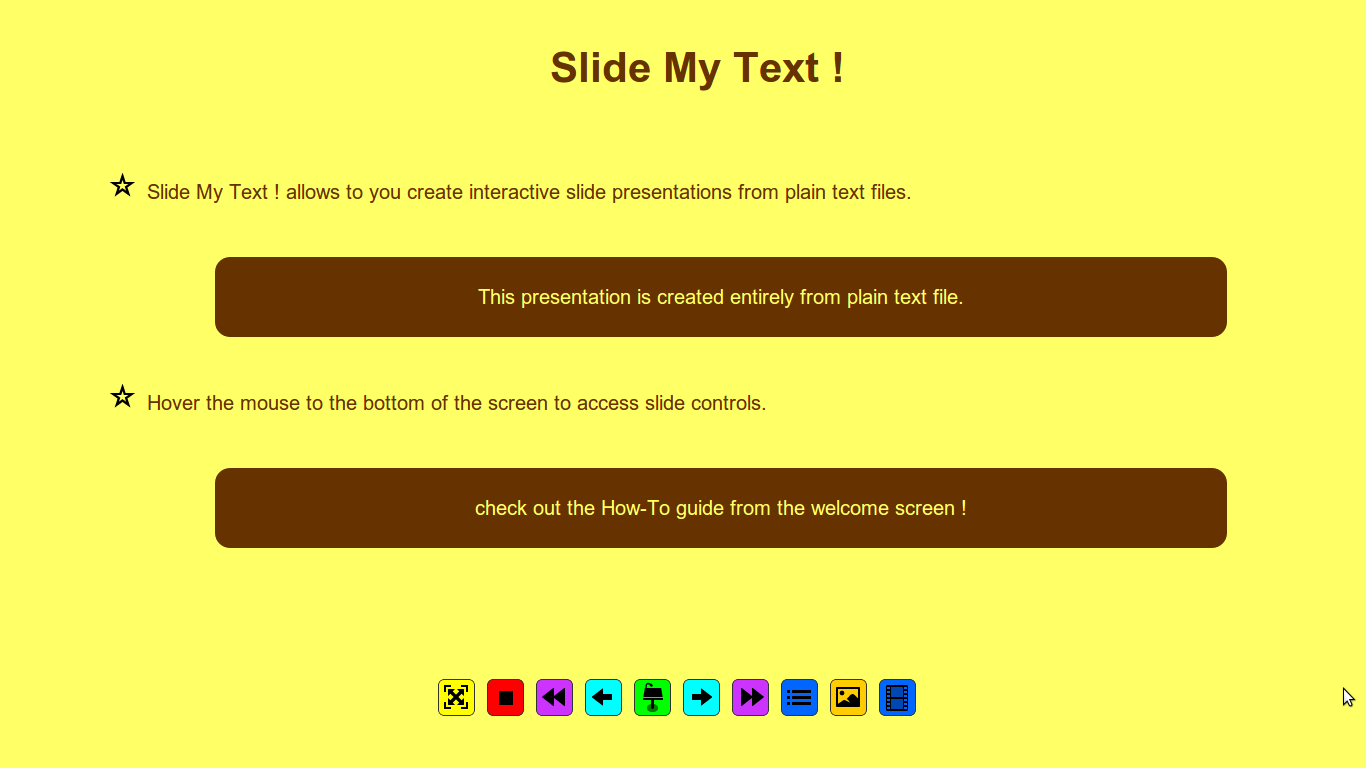 Slide My Text !
Slide My Text ! allows to you create interactive slide presentations from plain text files.
This presentation is created entirely from plain text file.
Hover the mouse to the bottom of the screen to access slide controls.
check out the How-To guide from the welcome screen !